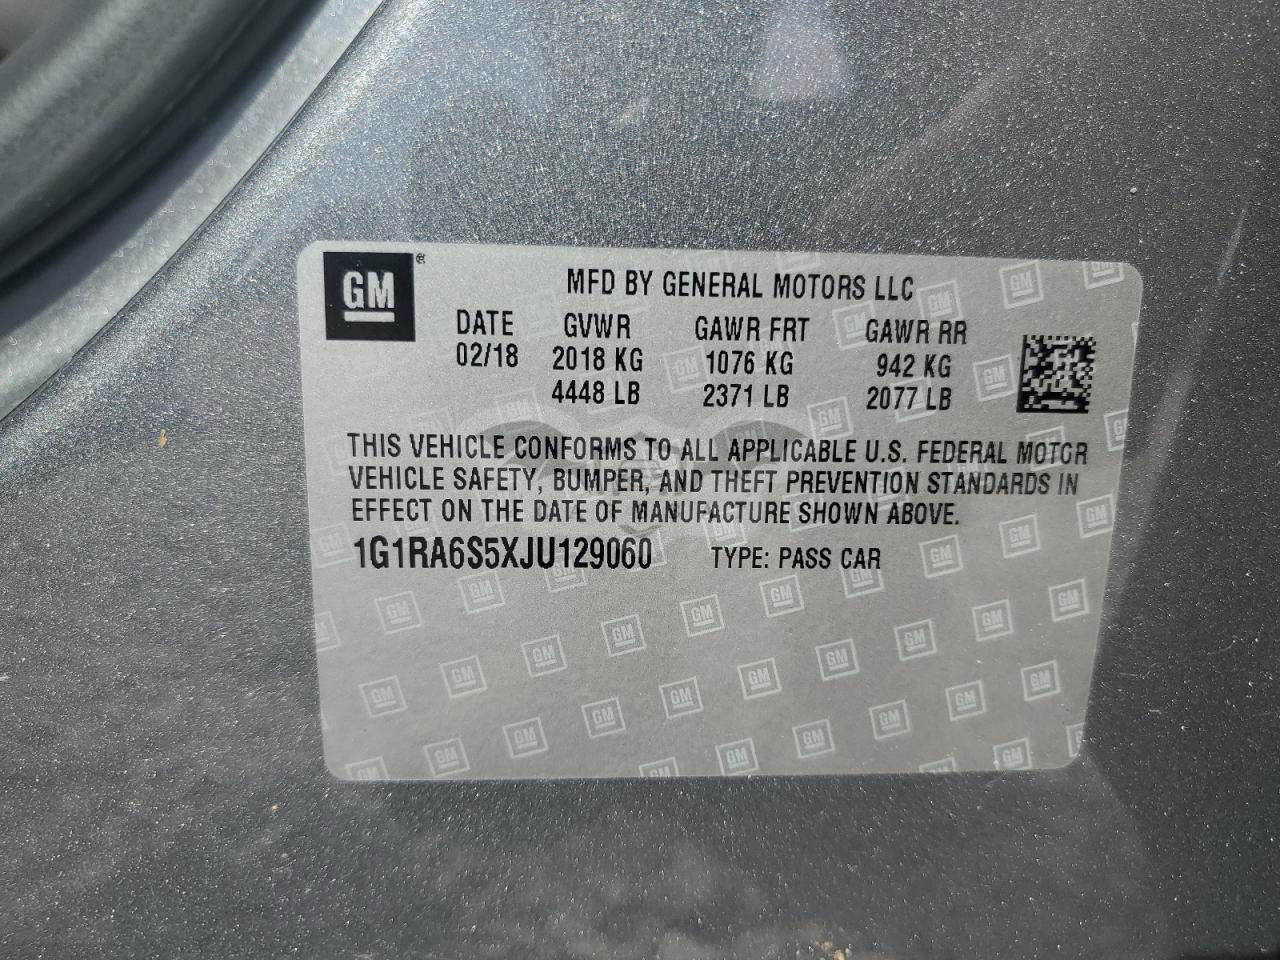 GM®
MFD BY GENERAL MOTORS LLC
DATE GVWR GAWR FRT GAWR RR
02/18 2018 KG 1076 KG 942 KG
4448 LB 2371 LB 2077 LB
THIS VEHICLE CONFORMS TO ALL APPLICABLE U.S. FEDERAL MOTOR
VEHICLE SAFETY, BUMPER, AND THEFT PREVENTION STANDARDS IN
EFFECT ON THE DATE OF MANUFACTURE SHOWN ABOVE.
1G1RA6S5XJU129060 TYPE: PASS CAR